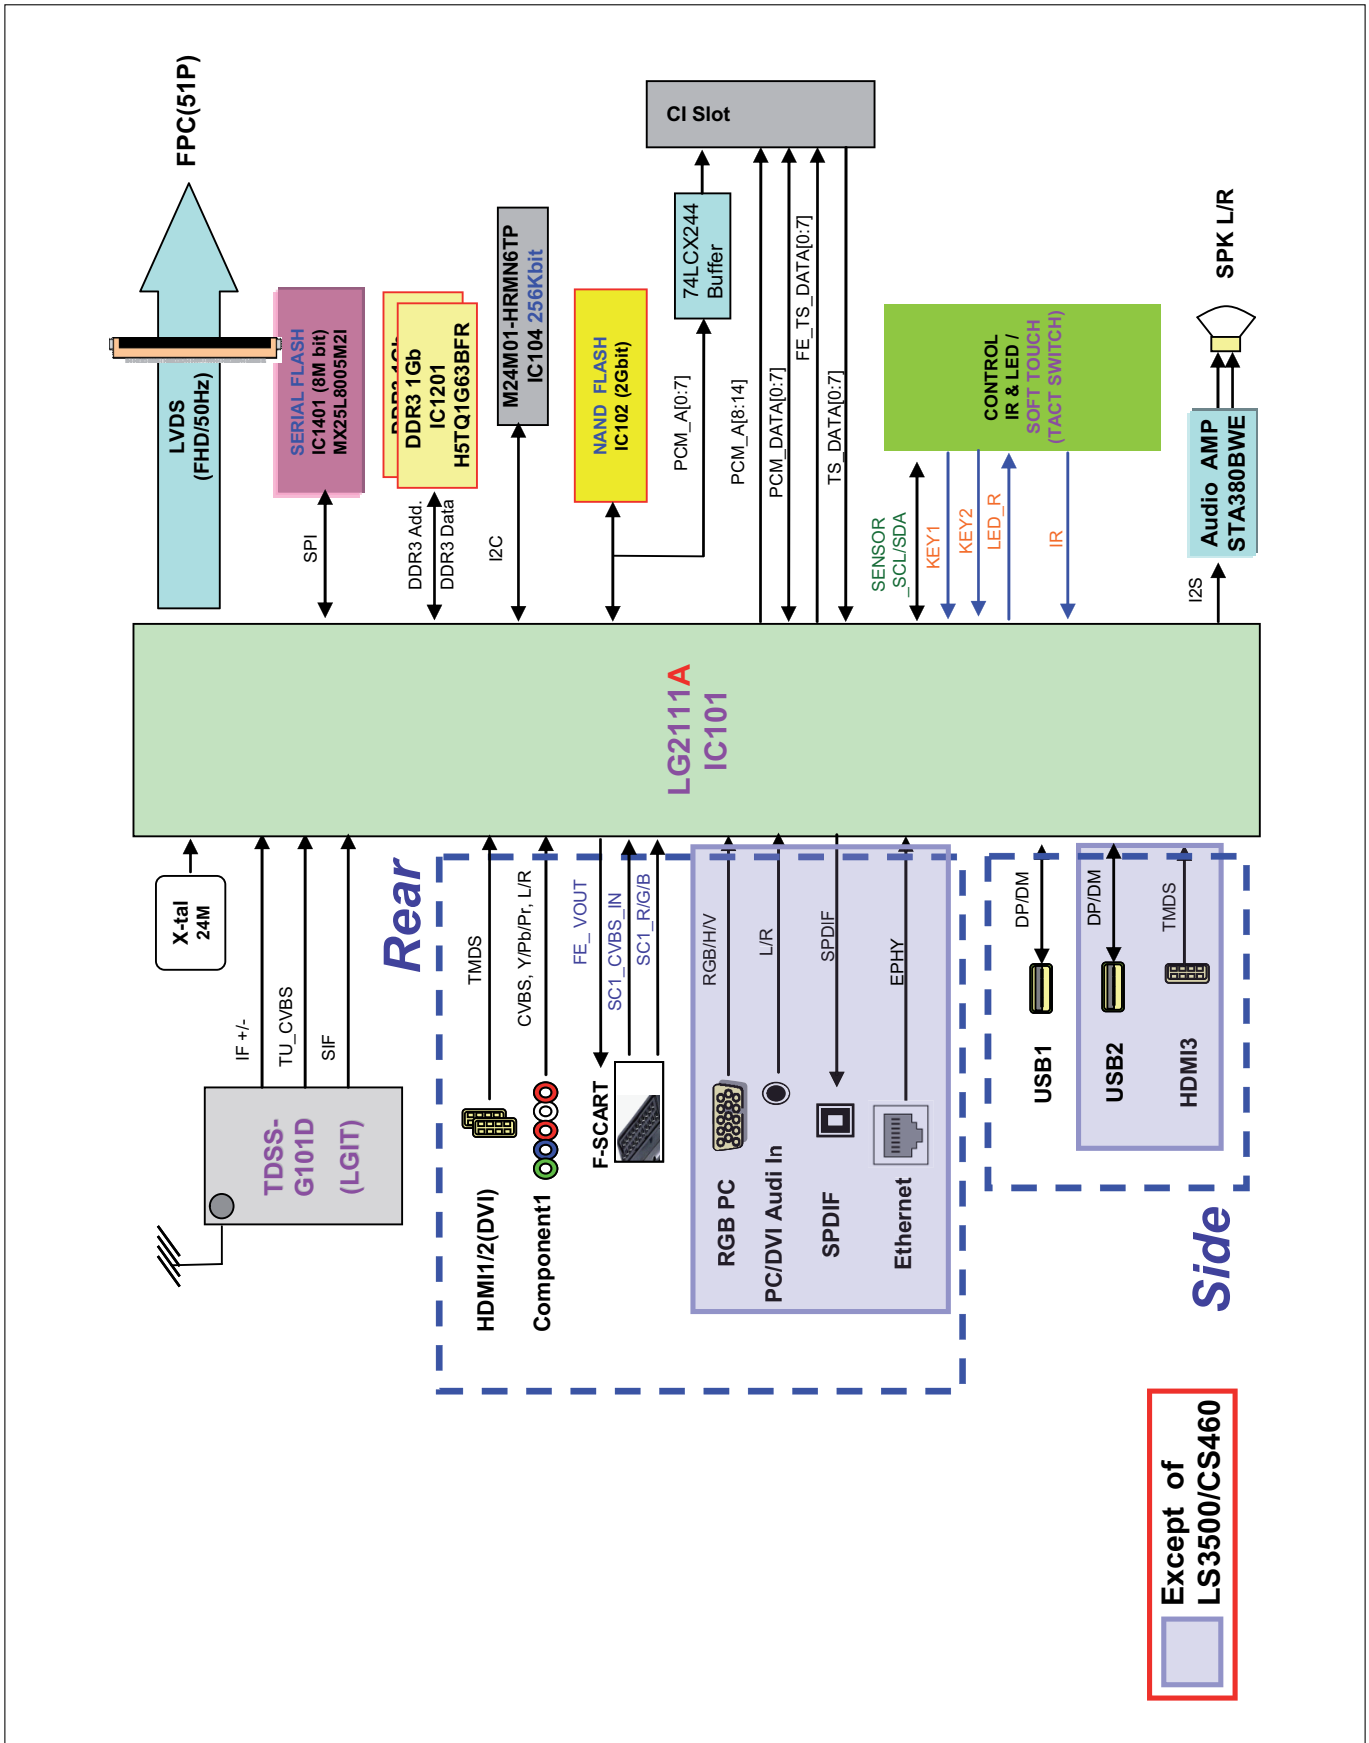 FPC(51P)
LVDS
(FHD/50Hz)
SERIAL FLASH
IC1401 (8M bit)
MX25L8005M2I
SPI
DDR3 1Gb
DDR3 1Gb
IC1201
H5TQ1G63BFR
DDR3 Add.
DDR3 Data
M24M01-HRMN6TP
IC104 256Kbit
I2C
NAND FLASH
IC102 (2Gbit)
74LCX244
Buffer
CI Slot
PCM_A[0:7]
PCM_A[8:14]
PCM_DATA[0:7]
FE_TS_DATA[0:7]
TS_DATA[0:7]
CONTROL
IR & LED /
SOFT TOUCH
(TACT SWITCH)
SENSOR
_SCL/SDA
KEY1
KEY2
LED_R
IR
SPK L/R
Audio AMP
STA380BWE
I2S
LG2111A
IC101
X-tal
24M
IF +/-
TU_CVBS
SIF
TDSS-
G101D
(LGIT)
Rear
TMDS
HDMI1/2(DVI)
CVBS, Y/Pb/Pr, L/R
Component1
FE_ VOUT
SC1_CVBS_IN
SC1_R/G/B
F-SCART
RGB/H/V
RGB PC
L/R
PC/DVI Audi In
SPDIF
SPDIF
EPHY
Ethernet
DP/DM
USB1
DP/DM
USB2
TMDS
HDMI3
Side
Except of
LS3500/CS460